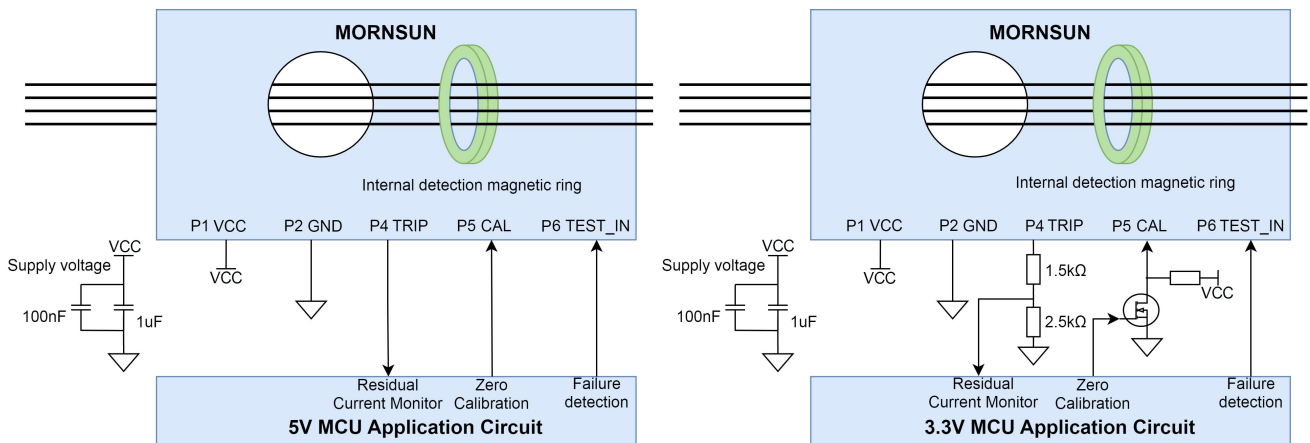 MORNSUN
Internal detection magnetic ring
P1 VCC P2 GND P4 TRIP P5 CAL P6 TEST_IN
VCC
Supply voltage
VCC
100nF
1uF
Residual
Current Monitor
Zero
Calibration
Failure
detection
5V MCU Application Circuit
MORNSUN
Internal detection magnetic ring
P1 VCC P2 GND P4 TRIP P5 CAL P6 TEST_IN
VCC
Supply voltage
VCC
1.5kΩ
VCC
100nF
1uF
2.5kΩ
Residual
Current Monitor
Zero
Calibration
Failure
detection
3.3V MCU Application Circuit